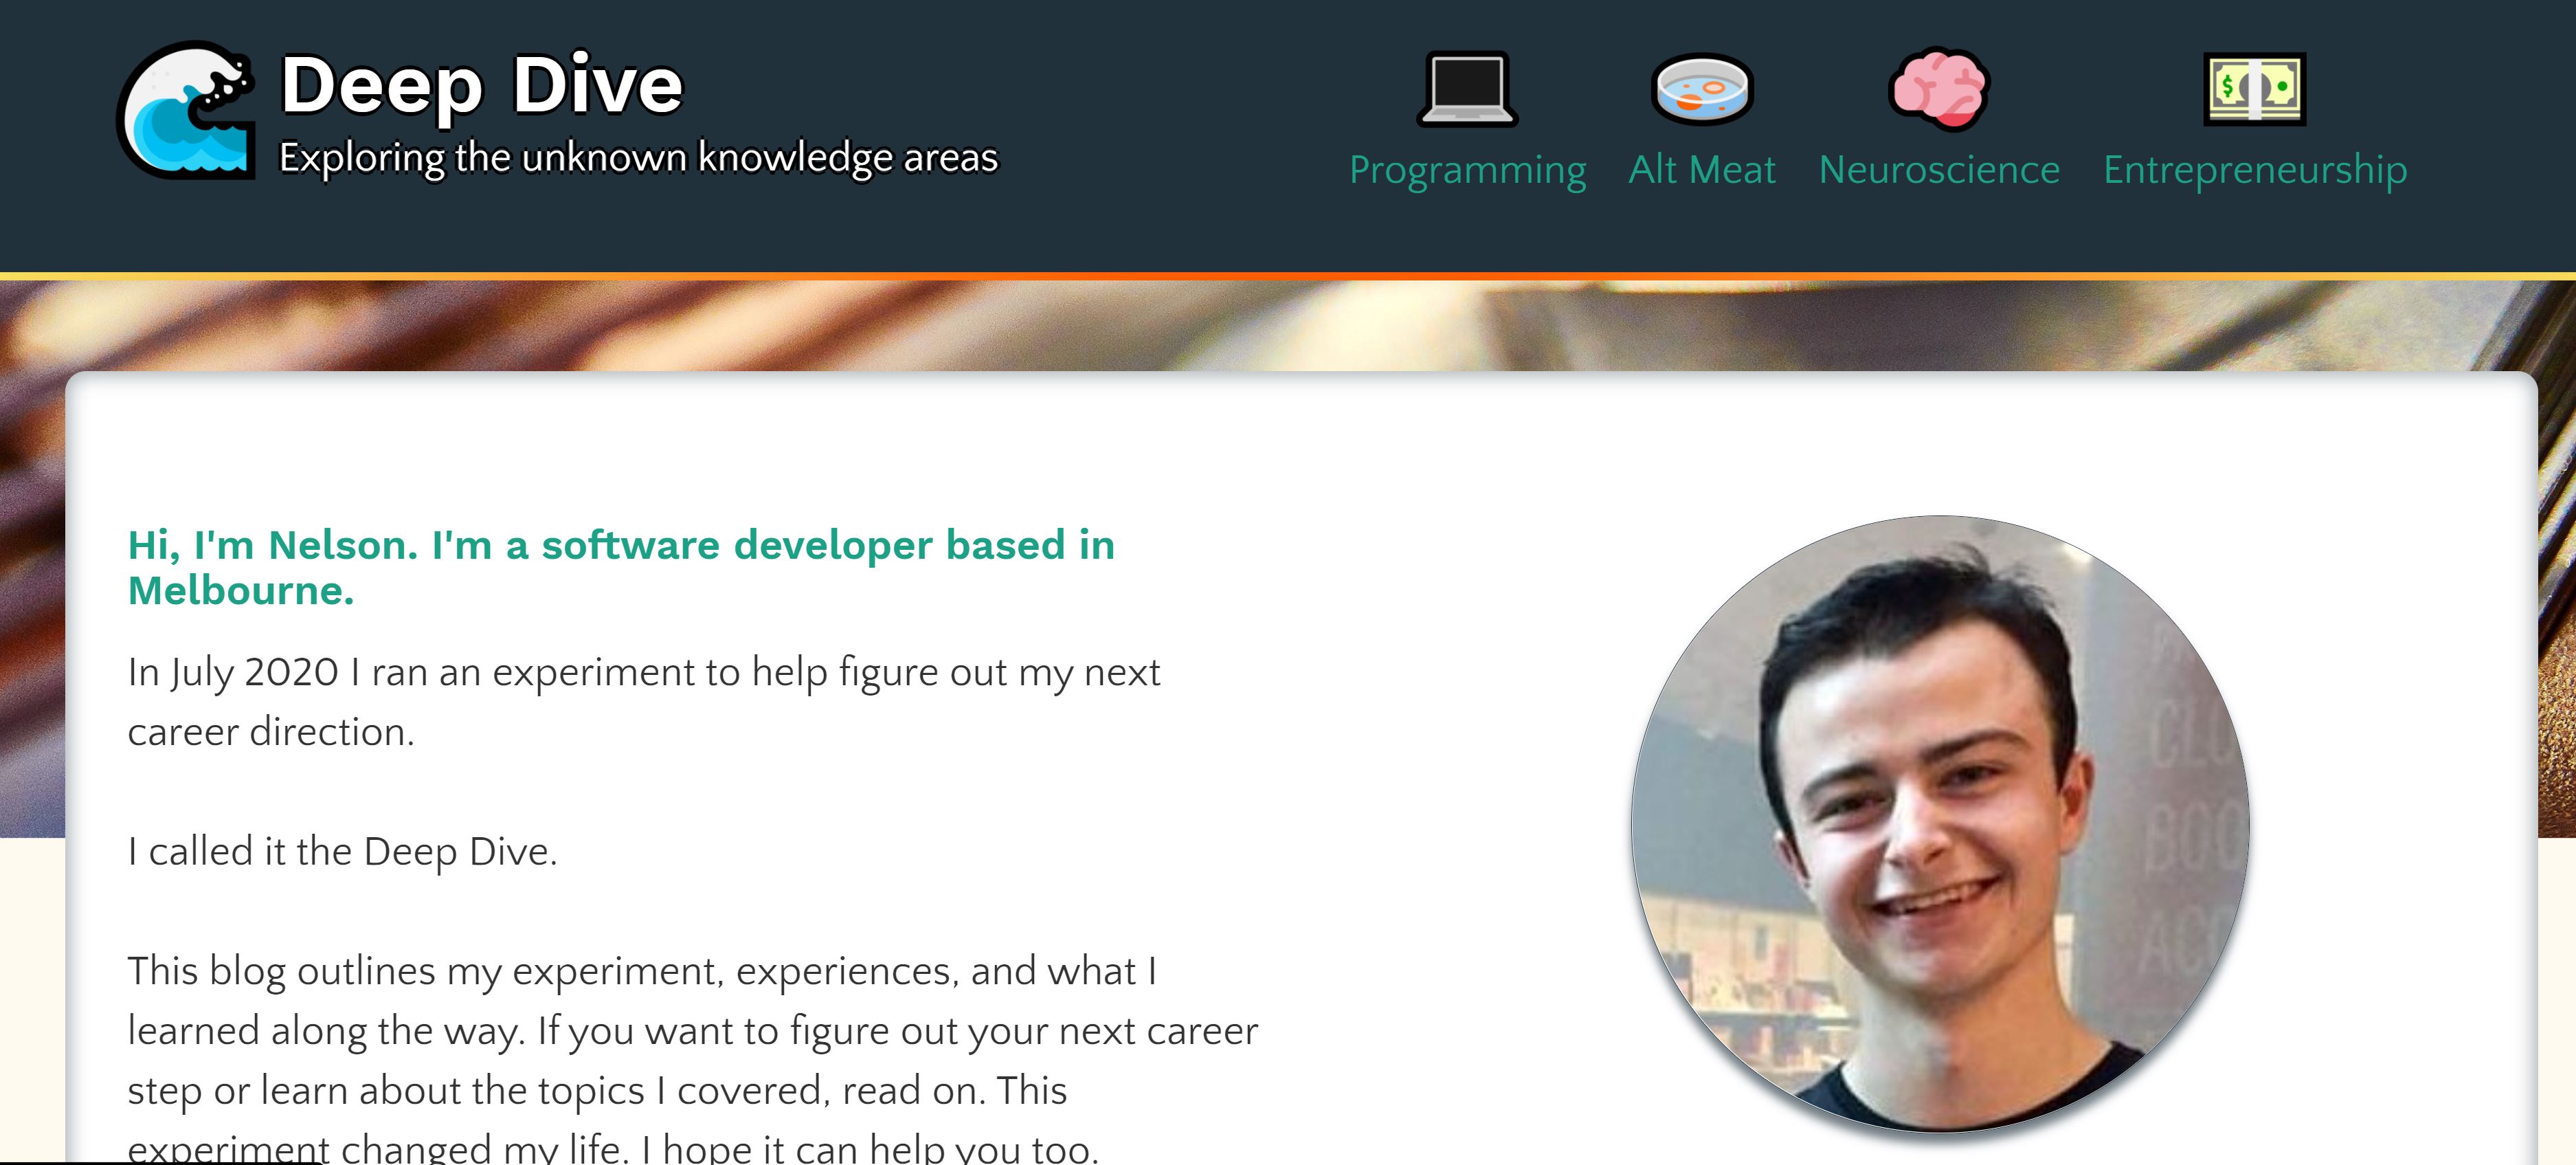 Deep Dive
Exploring the unknown knowledge areas
Programming
Alt Meat
Neuroscience
Entrepreneurship
Hi, I'm Nelson. I'm a software developer based in
Melbourne.
In July 2020 I ran an experiment to help figure out my next
career direction.
I called it the Deep Dive.
This blog outlines my experiment, experiences, and what I
learned along the way. If you want to figure out your next career
step or learn about the topics I covered, read on. This
experiment changed my life. I hope it can help you too.